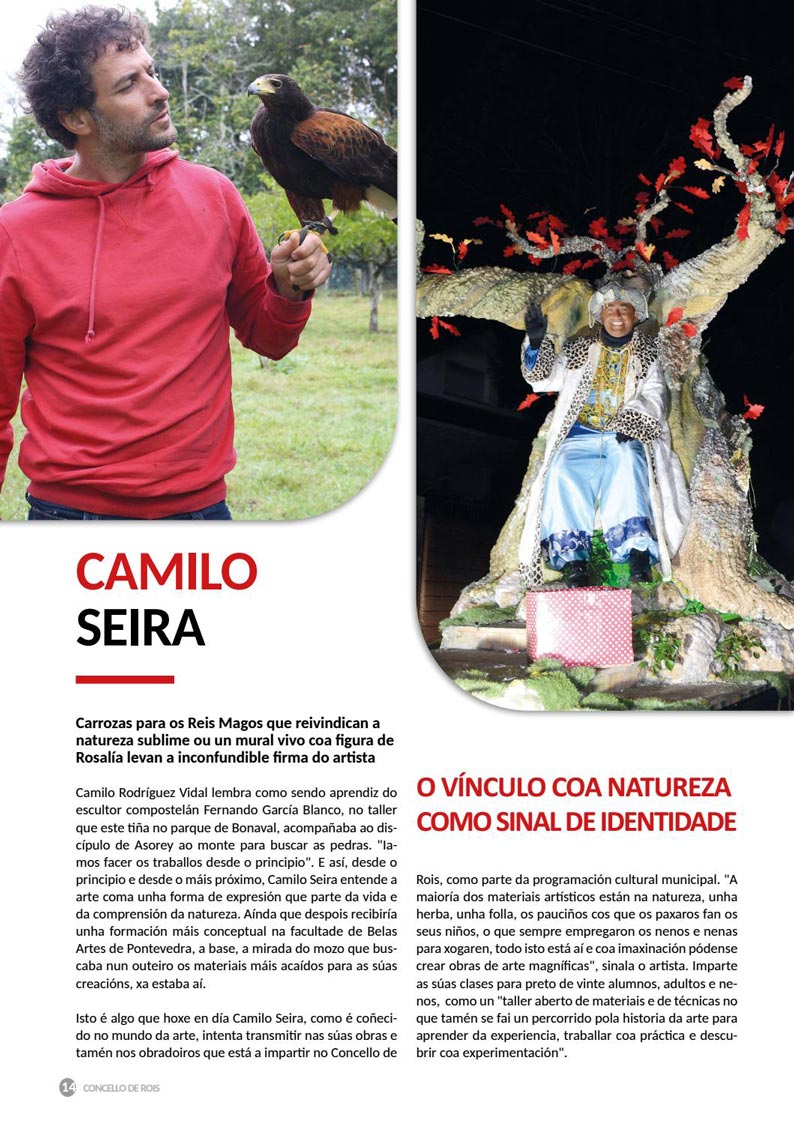 CAMILO
SEIRA
Carrozas para os Reis Magos que reivindican a
natureza sublime ou un mural vivo coa figura de
Rosalía levan a inconfundible firma do artista
Camilo Rodríguez Vidal lembra como sendo aprendiz do
escultor compostelán Fernando García Blanco, no taller
que este tiña no parque de Bonaval, acompañaba ao dis-
cípulo de Asorey ao monte para buscar as pedras. "Ia-
mos facer os traballos desde o principio". E así, desde o
principio e desde o máis próximo, Camilo Seira entende a
arte coma unha forma de expresión que parte da vida e
da comprensión da natureza. Aínda que despois recibiría
unha formación máis conceptual na facultade de Belas
Artes de Pontevedra, a base, a mirada do mozo que bus-
caba nun outeiro os materiais máis acaídos para as súas
creacións, xa estaba aí.
Isto é algo que hoxe en día Camilo Seira, como é coñeci-
do no mundo da arte, intenta transmitir nas súas obras e
tamén nos obradoiros que está a impartir no Concello de
O VÍNCULO COA NATUREZA
COMO SINAL DE IDENTIDADE
Rois, como parte da programación cultural municipal. "A
maioría dos materiais artísticos están na natureza, unha
herba, unha folla, os pauciños cos que os paxaros fan os
seus niños, o que sempre empregaron os nenos e nenas
para xogaren, todo isto está aí e coa imaxinación pódense
crear obras de arte magníficas", sinala o artista. Imparte
as súas clases para preto de vinte alumnos, adultos e ne-
nos, como un "taller aberto de materiais e de técnicas no
que tamén se fai un percorrido pola historia da arte para
aprender da experiencia, traballar coa práctica e descu-
brir coa experimentación".
14 CONCELLO DE ROIS